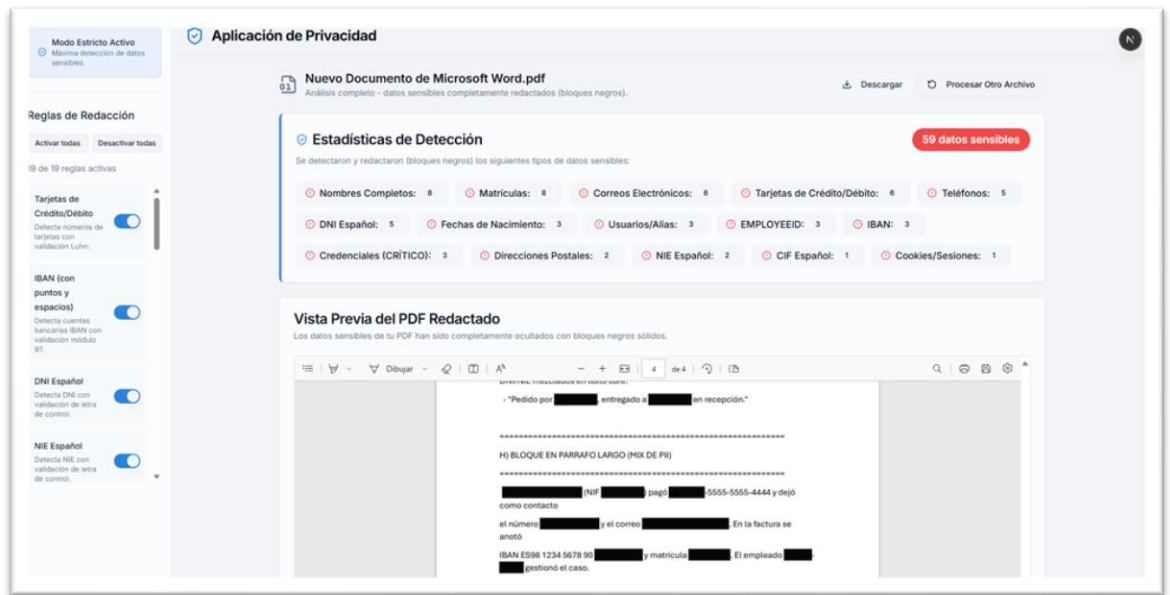 Modo Estricto Activo
Máxima detección de datos
sensibles
Reglas de Redacción
Activar todas
Desactivar todas
19 de 19 reglas activas
Tarjetas de
Crédito/Débito
Detecta números de
tarjetas con
validación Luhn.
IBAN (con
puntos y
espacios)
Detecta cuentas
bancarias IBAN con
validación módulo
97.
DNI Español
Detecta DNI con
validación de letra
de control.
NIE Español
Detecta NIE con
validación de letra
de control.
Aplicación de Privacidad
N
Nuevo Documento de Microsoft Word.pdf
Análisis completo - datos sensibles completamente redactados (bloques negros).
Descargar
Procesar Otro Archivo
Estadísticas de Detección
59 datos sensibles
Se detectaron y redactaron (bloques negros) los siguientes tipos de datos sensibles:
Nombres Completos: 8
Matrículas: 8
Correos Electrónicos: 6
Tarjetas de Crédito/Débito: 6
Teléfonos: 5
DNI Español: 5
Fechas de Nacimiento: 3
Usuarios/Alias: 3
EMPLOYEEID: 3
IBAN: 3
Credenciales (CRÍTICO): 3
Direcciones Postales: 2
NIE Español: 2
CIF Español: 1
Cookies/Sesiones: 1
Vista Previa del PDF Redactado
Los datos sensibles de tu PDF han sido completamente ocultados con bloques negros sólidos.
Dibujar
4 de 4
DNI/NIE mezclados en texto libre:
- "Pedido por , entregado a en recepción."
============================================================
H) BLOQUE EN PARRAFO LARGO (MIX DE PII)
============================================================
(NIF ) pagó -5555-5555-4444 y dejó
como contacto
el número y el correo . En la factura se
anotó
IBAN ES98 1234 5678 90 y matrícula . El empleado -
gestionó el caso.